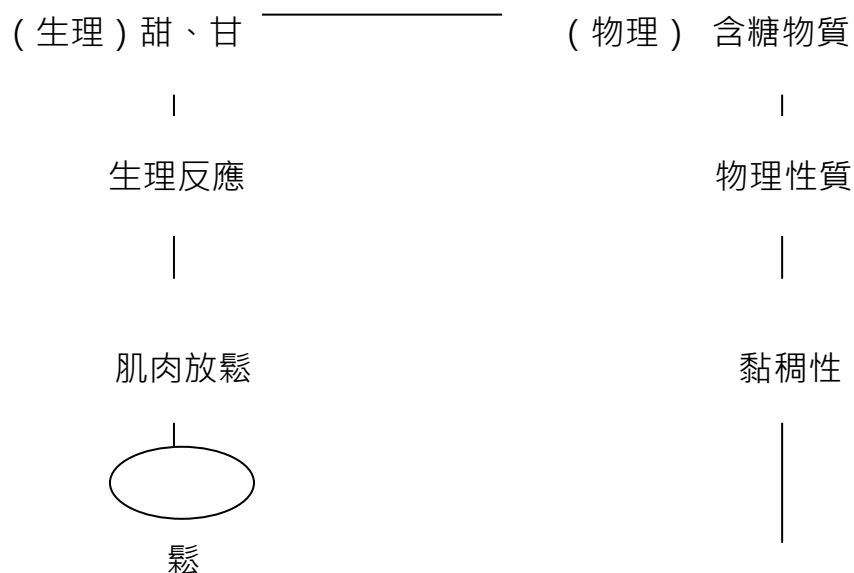 (生理)甜、甘
(物理) 含糖物質
生理反應
物理性質
肌肉放鬆
黏稠性
鬆